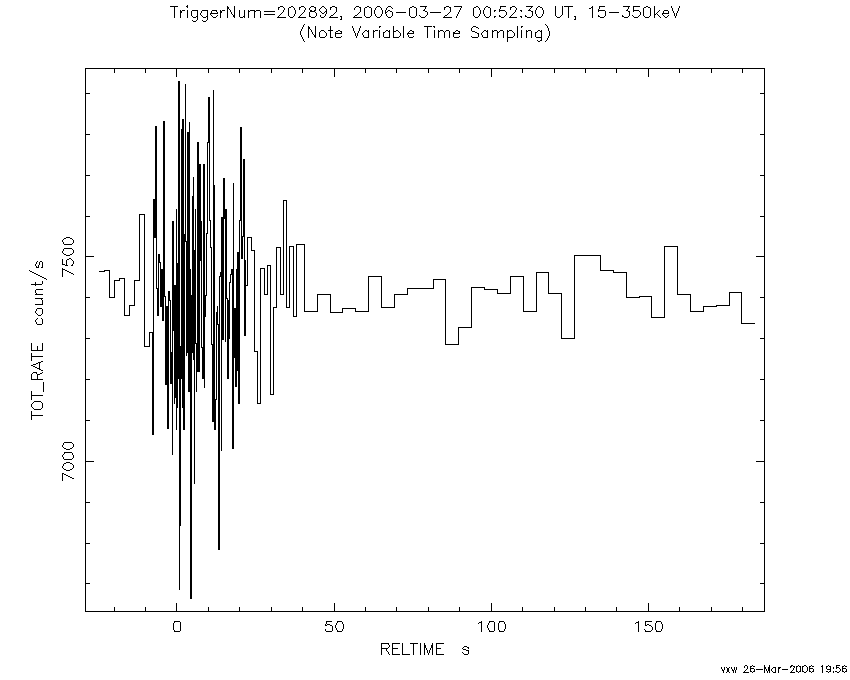 TriggerNum=202892, 2006-03-27 00:52:30 UT, 15-350keV
(Note Variable Time Sampling)
TOT_RATE count/s
7500
7000
0 50 100 150
RELTIME s
vxw 26-Mar-2006 19:56